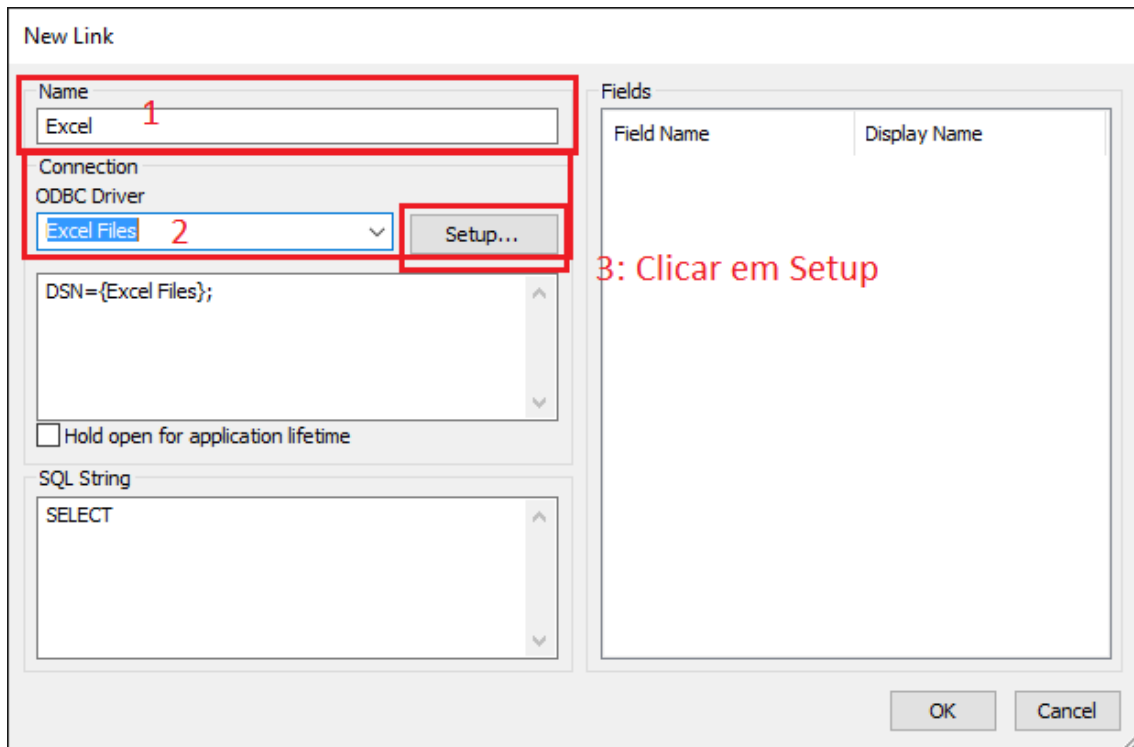 New Link
Name
Excel
1
Connection
ODBC Driver
Excel Files
2
Setup...
3: Clicar em Setup
DSN={Excel Files};
Hold open for application lifetime
SQL String
SELECT
Fields
Field Name
Display Name
OK
Cancel